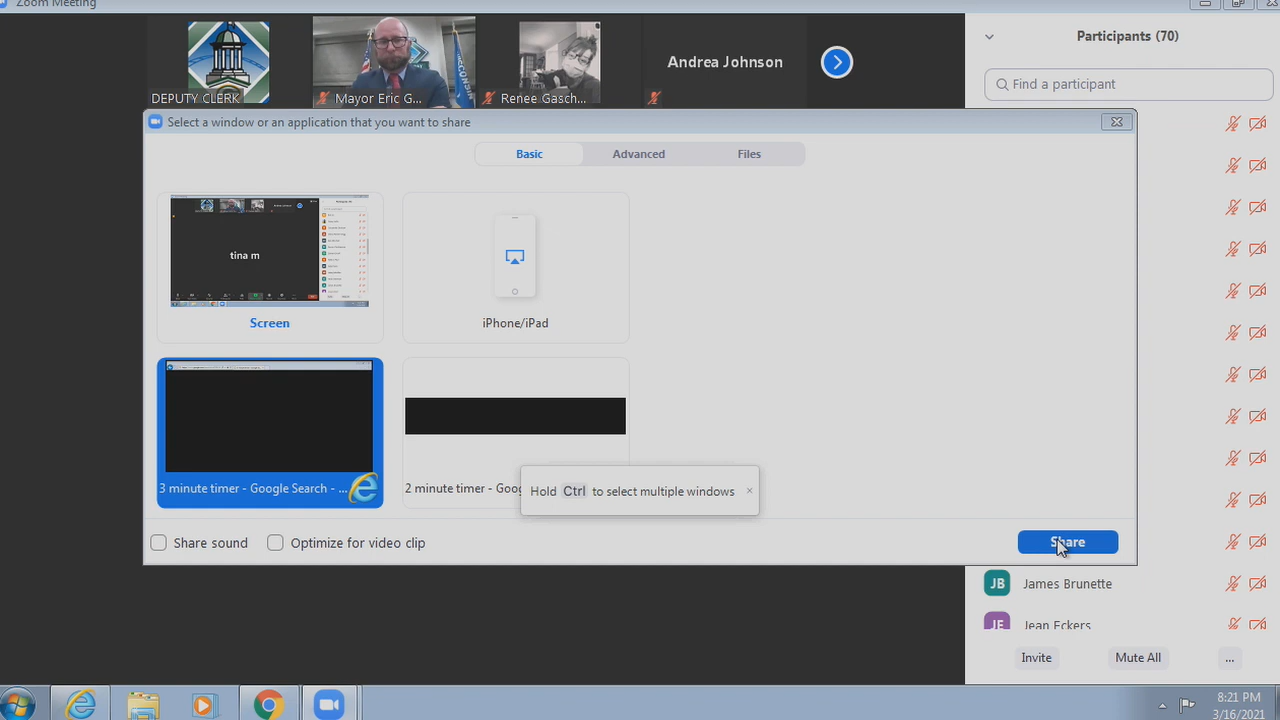 Zoom Meeting
DEPUTY CLERK
Mayor Eric G...
Renee Gasch...
Andrea Johnson
Participants (70)
Find a participant
Select a window or an application that you want to share
Basic
Advanced
Files
tina m
Screen
iPhone/iPad
3 minute timer - Google Search - ...
2 minute timer - Goog
Hold Ctrl to select multiple windows
Share sound
Optimize for video clip
Share
JB James Brunette
JE Jean Eckers
Invite
Mute All
...
8:21 PM
3/16/2021